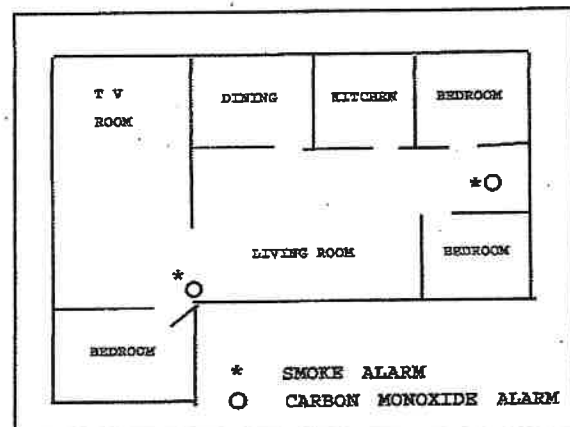 T V
ROOM
DINING
KITCHEN
BEDROOM
LIVING ROOM
BEDROOM
BEDROOM
* SMOKE ALARM
O CARBON MONOXIDE ALARM